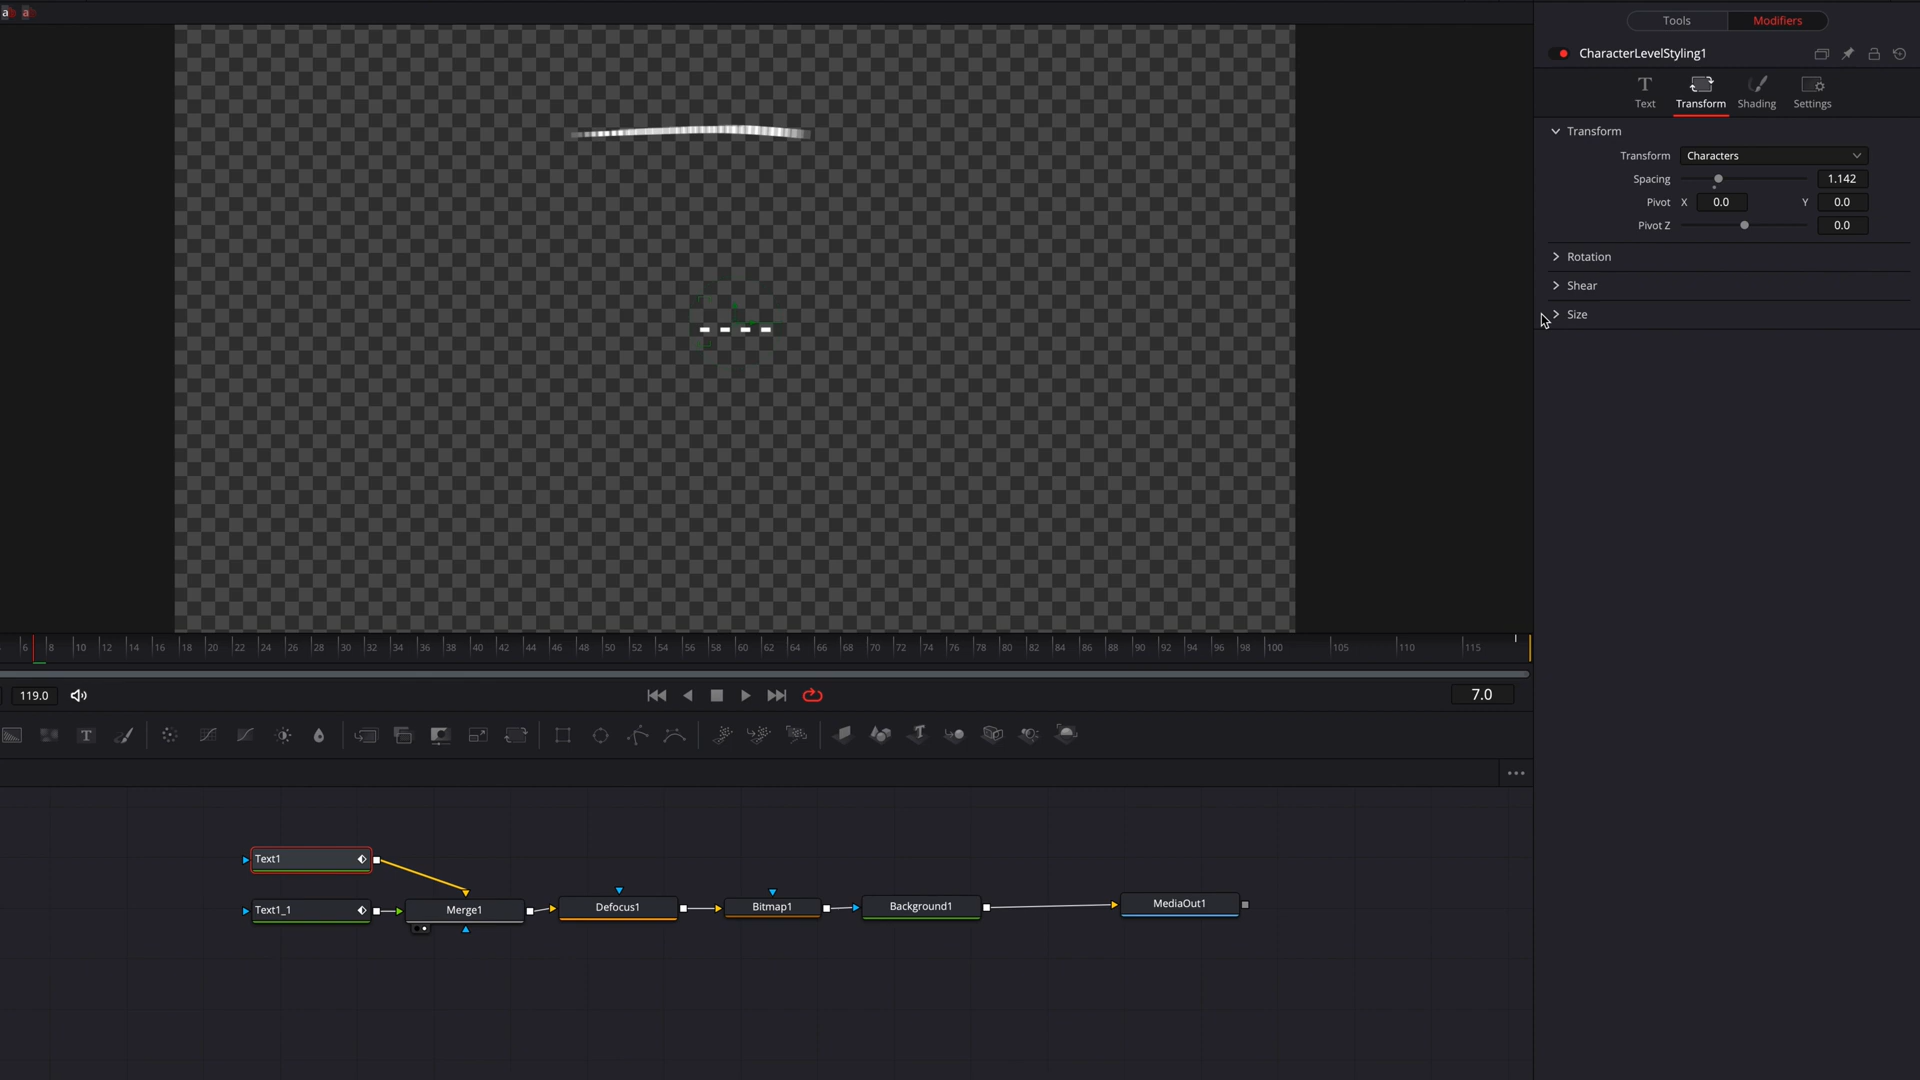 a a
Tools Modifiers
CharacterLevelStyling1
Text Transform Shading Settings
Transform
Transform Characters
Spacing 1.142
Pivot X 0.0 Y 0.0
Pivot Z 0.0
Rotation
Shear
Size
6 8 10 12 14 16 18 20 22 24 26 28 30 32 34 36 38 40 42 44 46 48 50 52 54 56 58 60 62 64 66 68 70 72 74 76 78 80 82 84 86 88 90 92 94 96 98 100 105 110 115
119.0 7.0
T
Text1
Text1_1 Merge1 Defocus1 Bitmap1 Background1 MediaOut1